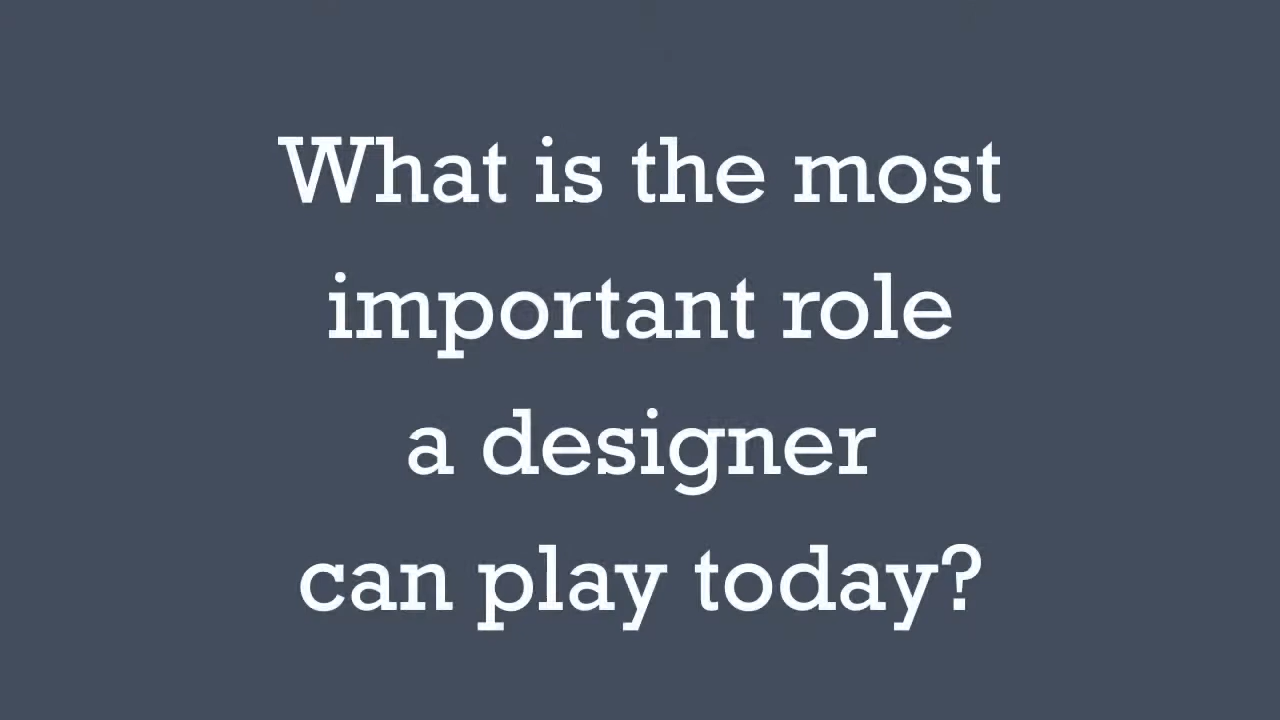 What is the most
important role
a designer
can play today?